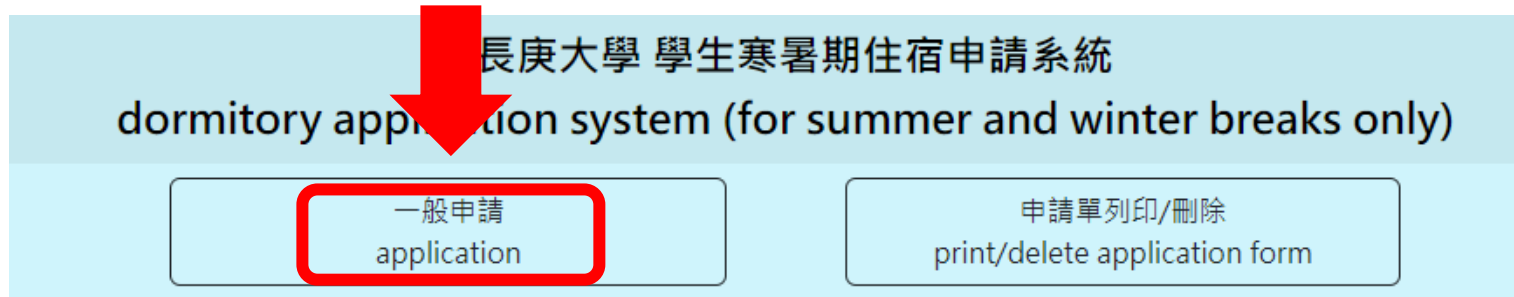 長庚大學 學生寒暑期住宿申請系統
dormitory system (for summer and winter breaks only)
一般申請
application
申請單列印/刪除
print/delete application form